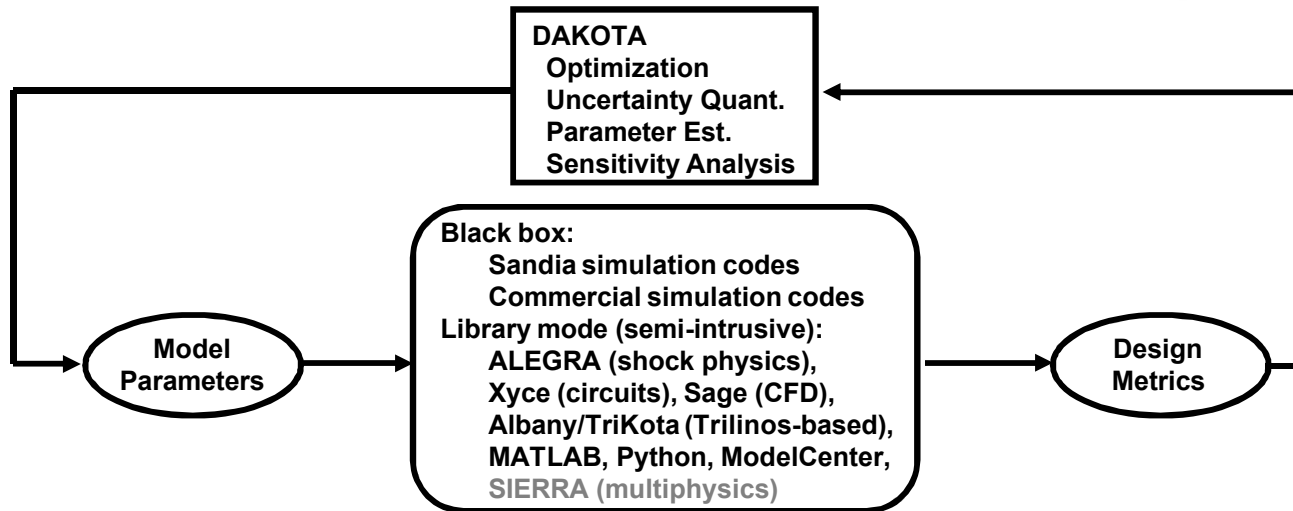 DAKOTA
Optimization
Uncertainty Quant.
Parameter Est.
Sensitivity Analysis
Black box:
Sandia simulation codes
Commercial simulation codes
Library mode (semi-intrusive):
ALEGRA (shock physics),
Xyce (circuits), Sage (CFD),
Albany/TriKota (Trilinos-based),
MATLAB, Python, ModelCenter,
SIERRA (multiphysics)
Model
Parameters
Design
Metrics